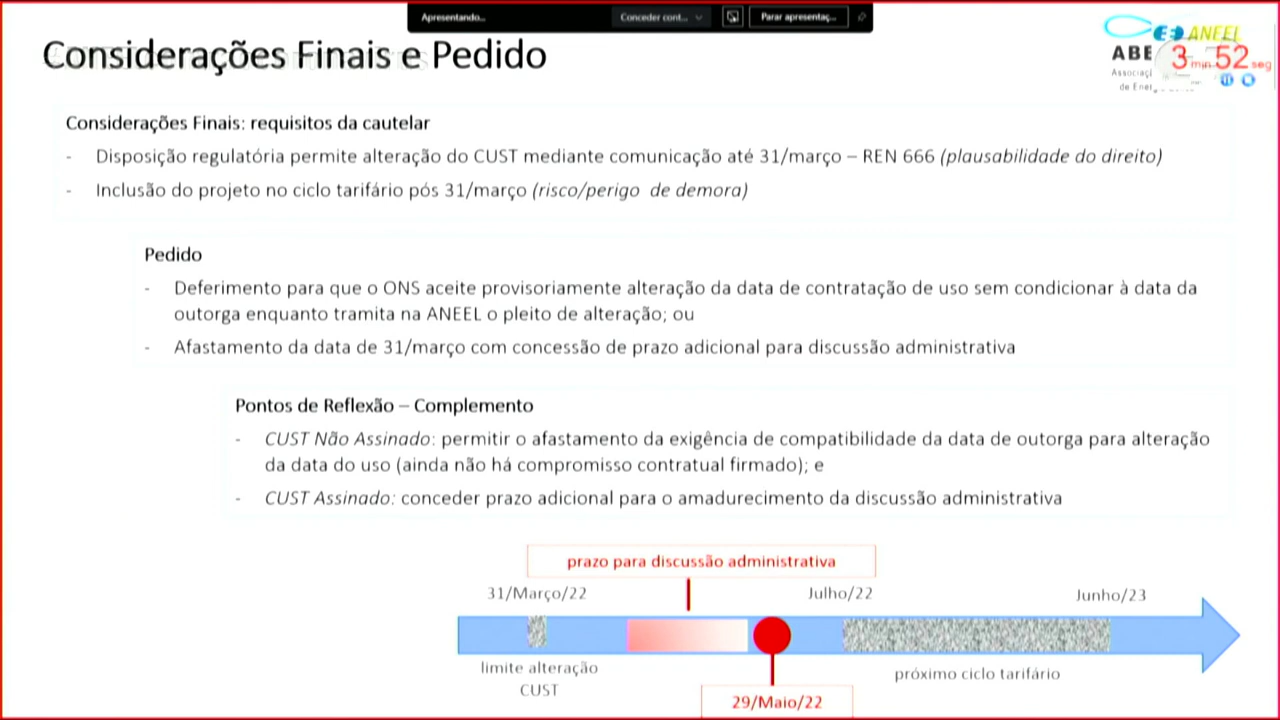 Apresentando...
Conceder cont...
Parar apresentaç...
Considerações Finais e Pedido
ANEEL
ABE
3 min 52 seg
Associaçã
de Ener
Considerações Finais: requisitos da cautelar
- Disposição regulatória permite alteração do CUST mediante comunicação até 31/março – REN 666 (plausabilidade do direito)
- Inclusão do projeto no ciclo tarifário pós 31/março (risco/perigo de demora)
Pedido
- Deferimento para que o ONS aceite provisoriamente alteração da data de contratação de uso sem condicionar à data da
outorga enquanto tramita na ANEEL o pleito de alteração; ou
- Afastamento da data de 31/março com concessão de prazo adicional para discussão administrativa
Pontos de Reflexão – Complemento
- CUST Não Assinado: permitir o afastamento da exigência de compatibilidade da data de outorga para alteração
da data do uso (ainda não há compromisso contratual firmado); e
- CUST Assinado: conceder prazo adicional para o amadurecimento da discussão administrativa
prazo para discussão administrativa
31/Março/22
Julho/22
Junho/23
limite alteração
CUST
próximo ciclo tarifário
29/Maio/22